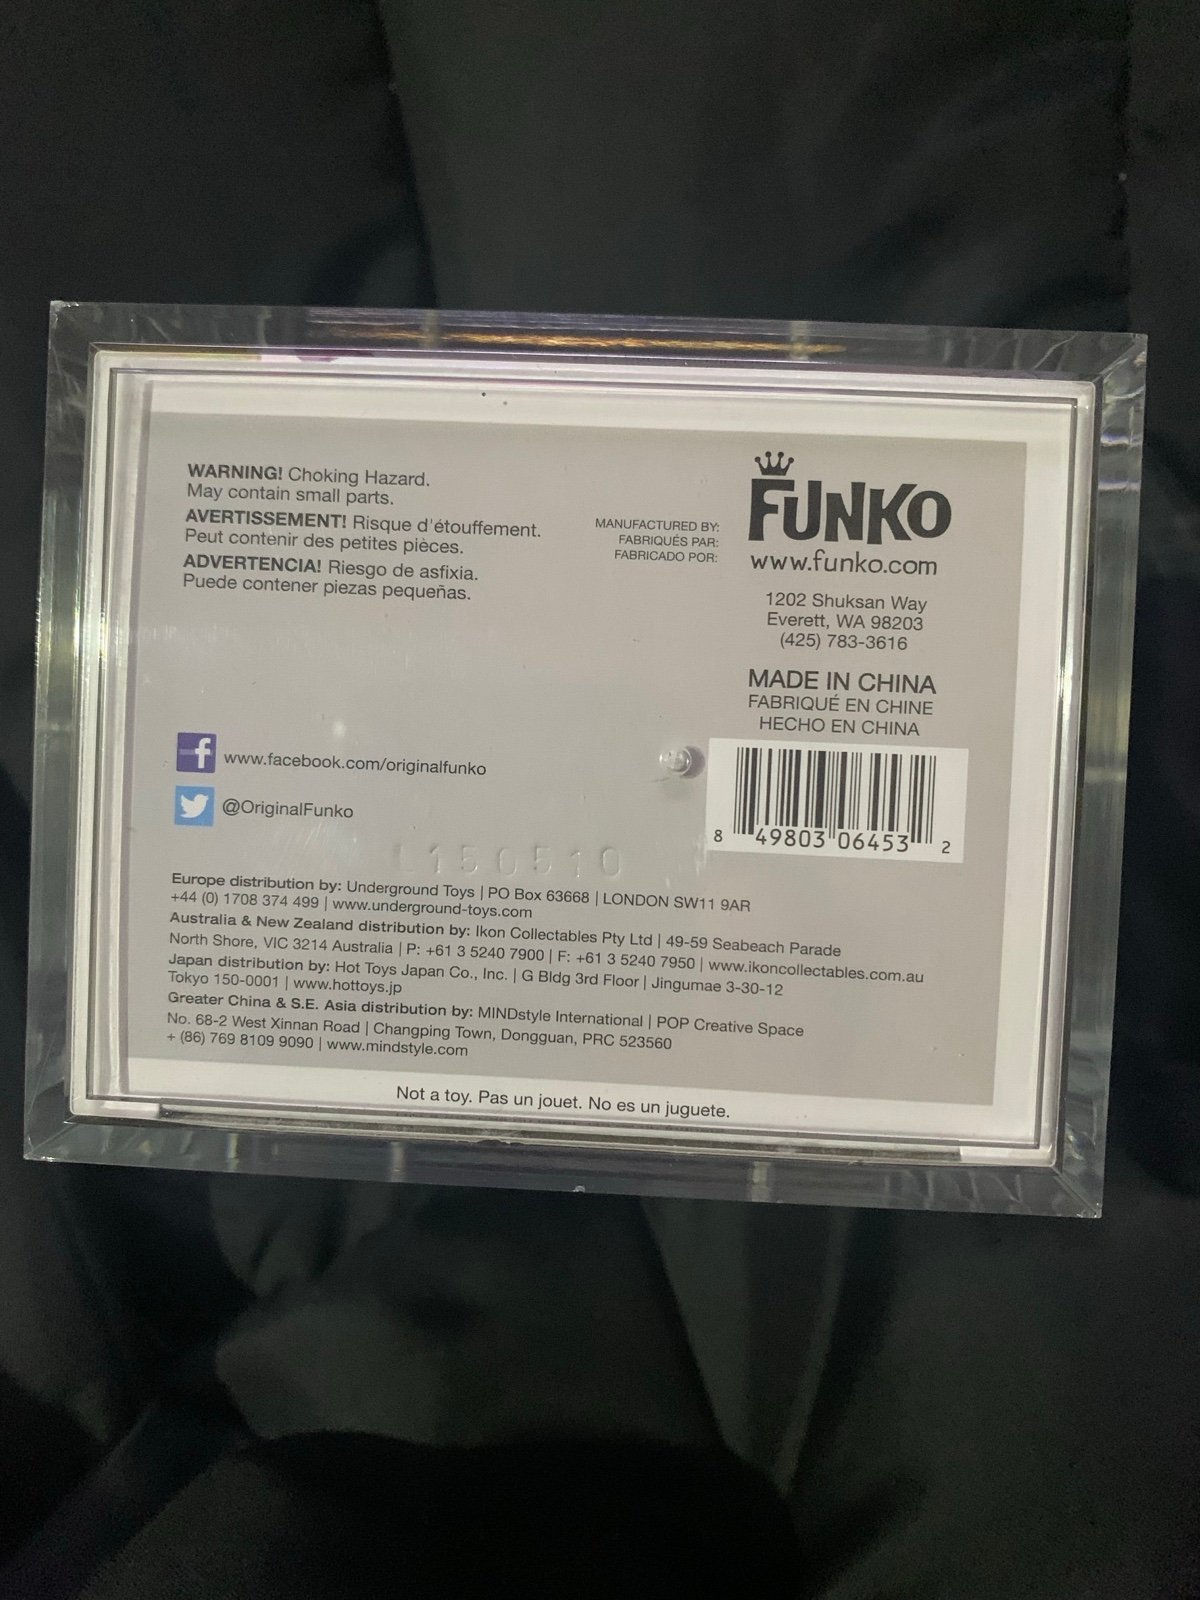 WARNING! Choking Hazard.
May contain small parts.
AVERTISSEMENT! Risque d'étouffement.
Peut contenir des petites pièces.
ADVERTENCIA! Riesgo de asfixia.
Puede contener piezas pequeñas.
MANUFACTURED BY:
FABRIQUÉS PAR:
FABRICADO POR:
FUNKO
www.funko.com
1202 Shuksan Way
Everett, WA 98203
(425) 783-3616
MADE IN CHINA
FABRIQUÉ EN CHINE
HECHO EN CHINA
f www.facebook.com/originalfunko
@OriginalFunko
8 49803 06453 2
150510
Europe distribution by: Underground Toys | PO Box 63668 | LONDON SW11 9AR
+44 (0) 1708 374 499 | www.underground-toys.com
Australia & New Zealand distribution by: Ikon Collectables Pty Ltd | 49-59 Seabeach Parade
North Shore, VIC 3214 Australia | P: +61 3 5240 7900 | F: +61 3 5240 7950 | www.ikoncollectables.com.au
Japan distribution by: Hot Toys Japan Co., Inc. | G Bldg 3rd Floor | Jingumae 3-30-12
Tokyo 150-0001 | www.hottoys.jp
Greater China & S.E. Asia distribution by: MINDstyle International | POP Creative Space
No. 68-2 West Xinnan Road | Changping Town, Dongguan, PRC 523560
+ (86) 769 8109 9090 | www.mindstyle.com
Not a toy. Pas un jouet. No es un juguete.